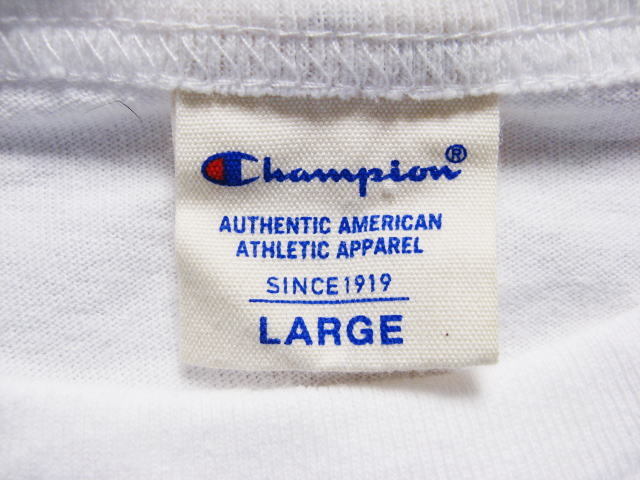 Champion®
AUTHENTIC AMERICAN
ATHLETIC APPAREL
SINCE 1919
LARGE